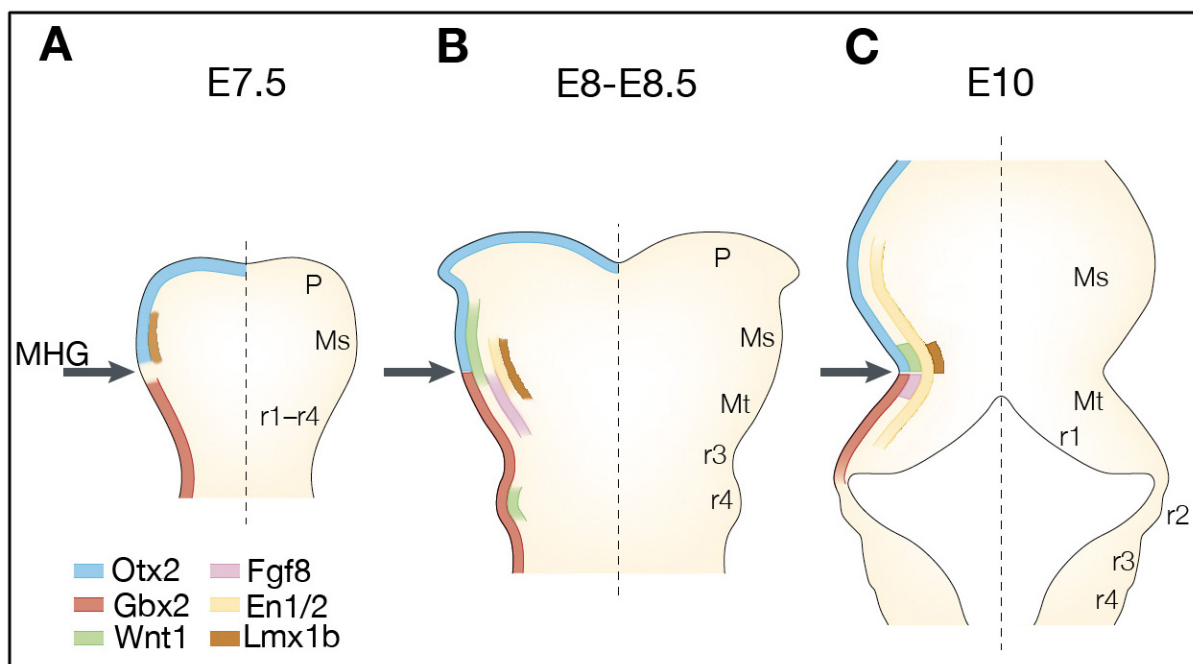 A
E7.5
B
E8-E8.5
C
E10
P
Ms
MHG
r1–r4
P
Ms
Mt
r3
r4
Ms
Mt
r1
r2
r3
r4
Otx2
Fgf8
Gbx2
En1/2
Wnt1
Lmx1b